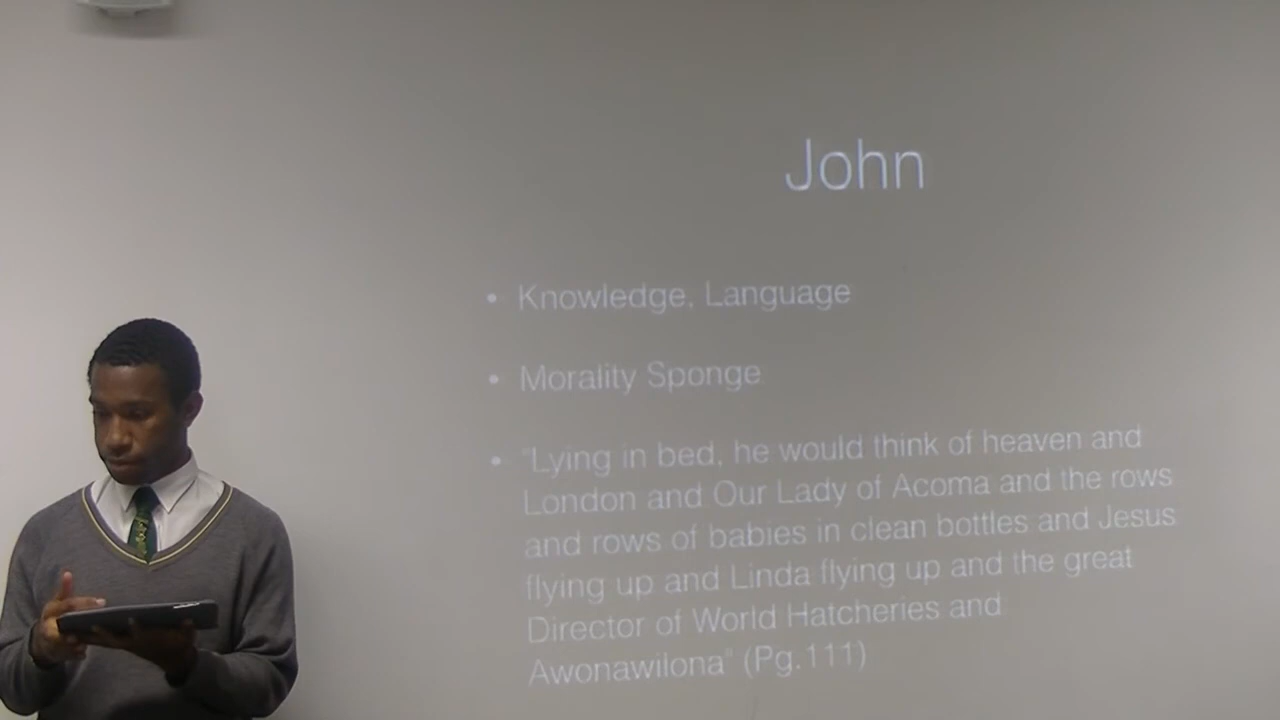 John
• Knowledge, Language
• Morality Sponge
• "Lying in bed, he would think of heaven and
London and Our Lady of Acoma and the rows
and rows of babies in clean bottles and Jesus
flying up and Linda flying up and the great
Director of World Hatcheries and
Awonawilona" (Pg.111)